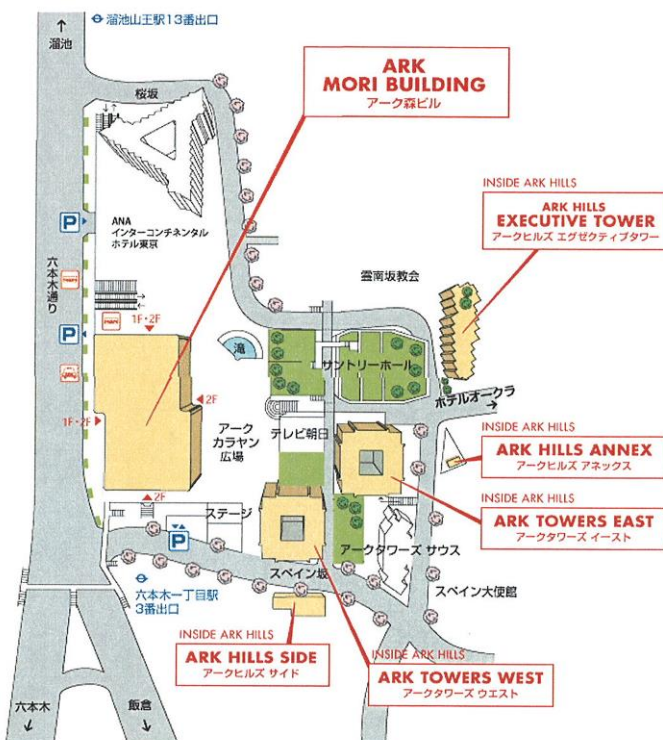 溜池山王駅13番出口
溜池
桜坂
ARK
MORI BUILDING
アーク森ビル
INSIDE ARK HILLS
ARK HILLS
EXECUTIVE TOWER
アークヒルズ エグゼクティブタワー
P
ANA
インターコンチネンタル
ホテル東京
霊南坂教会
六本木通り
P
1F・2F
滝
サントリーホール
ホテルオークラ
2F
1F・2F
アーク
カラヤン
広場
テレビ朝日
INSIDE ARK HILLS
ARK HILLS ANNEX
アークヒルズ アネックス
2F
ステージ
INSIDE ARK HILLS
ARK TOWERS EAST
アークタワーズ イースト
P
アークタワーズ サウス
スペイン坂
スペイン大使館
六本木一丁目駅
3番出口
INSIDE ARK HILLS
ARK HILLS SIDE
アークヒルズ サイド
INSIDE ARK HILLS
ARK TOWERS WEST
アークタワーズ ウエスト
六本木
飯倉